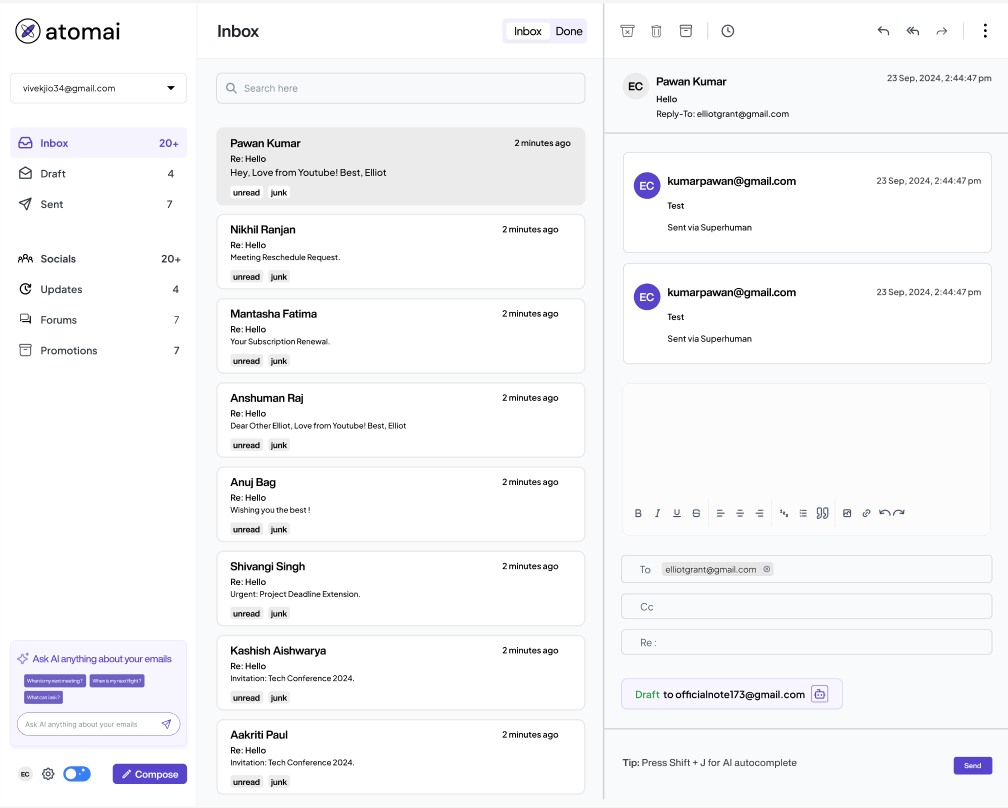 atomai
vivekjio34@gmail.com
Inbox 20+
Draft 4
Sent 7
Socials 20+
Updates 4
Forums 7
Promotions 7
Ask AI anything about your emails
When is my next meeting?
When is my next flight?
What can i ask ?
Ask AI anything about your emails
EC
Compose
Inbox
Inbox Done
Search here
Pawan Kumar 2 minutes ago
Re: Hello
Hey, Love from Youtube! Best, Elliot
unread junk
Nikhil Ranjan 2 minutes ago
Re: Hello
Meeting Reschedule Request.
unread junk
Mantasha Fatima 2 minutes ago
Re: Hello
Your Subscription Renewal.
unread junk
Anshuman Raj 2 minutes ago
Re: Hello
Dear Other Elliot, Love from Youtube! Best, Elliot
unread junk
Anuj Bag 2 minutes ago
Re: Hello
Wishing you the best !
unread junk
Shivangi Singh 2 minutes ago
Re: Hello
Urgent: Project Deadline Extension.
unread junk
Kashish Aishwarya 2 minutes ago
Re: Hello
Invitation: Tech Conference 2024.
unread junk
Aakriti Paul 2 minutes ago
Re: Hello
Invitation: Tech Conference 2024.
unread junk
EC Pawan Kumar 23 Sep, 2024, 2:44:47 pm
Hello
Reply-To: elliotgrant@gmail.com
EC kumarpawan@gmail.com 23 Sep, 2024, 2:44:47 pm
Test
Sent via Superhuman
EC kumarpawan@gmail.com 23 Sep, 2024, 2:44:47 pm
Test
Sent via Superhuman
B I U S
To elliotgrant@gmail.com
Cc
Re :
Draft to officialnote173@gmail.com
Tip: Press Shift + J for AI autocomplete
Send